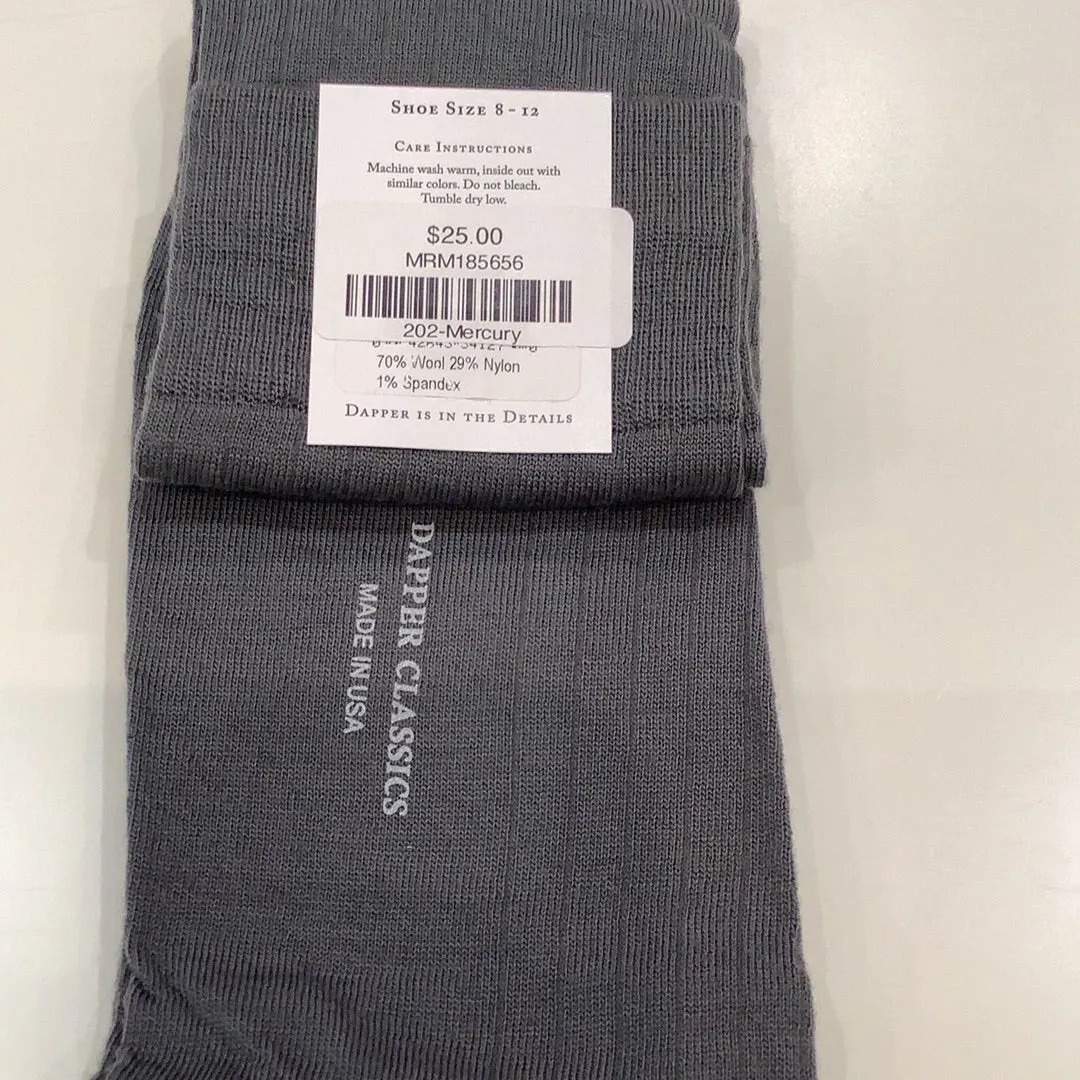 SHOE SIZE 8 - 12
CARE INSTRUCTIONS
Machine wash warm, inside out with
similar colors. Do not bleach.
Tumble dry low.
$25.00
MRM185656
202-Mercury
70% Wool 29% Nylon
1% Spandex
DAPPER IS IN THE DETAILS
DAPPER CLASSICS
MADE IN USA